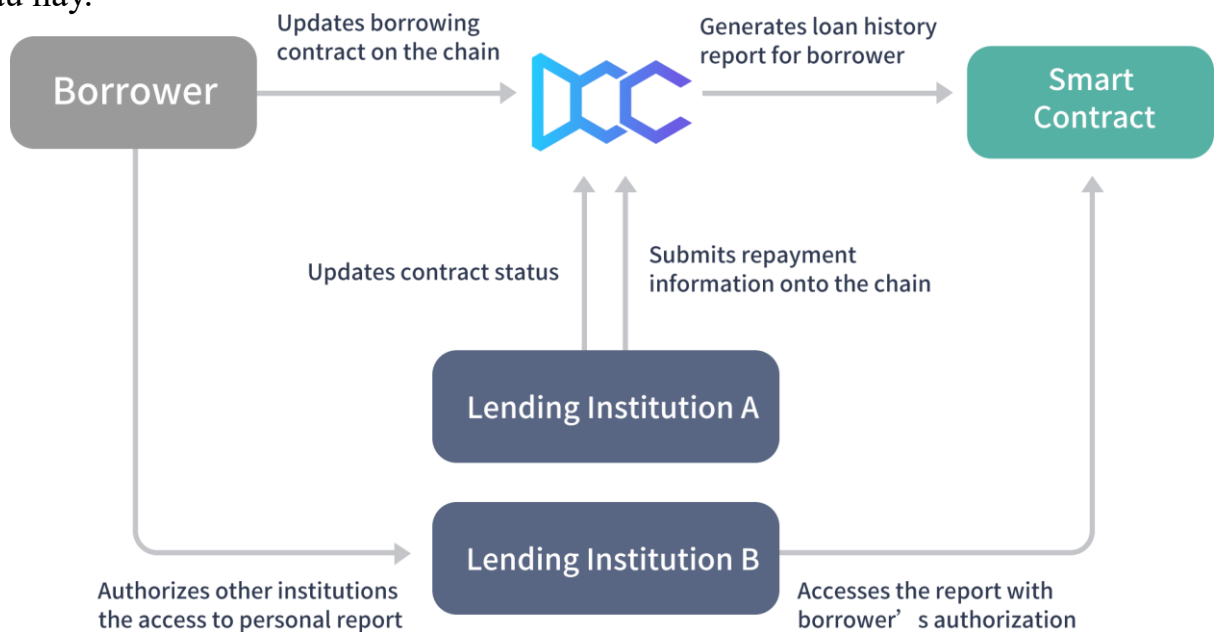 Updates borrowing
contract on the chain
Generates loan history
report for borrower
Borrower
DCC
Smart
Contract
Updates contract status
Submits repayment
information onto the chain
Lending Institution A
Lending Institution B
Authorizes other institutions
the access to personal report
Accesses the report with
borrower’s authorization